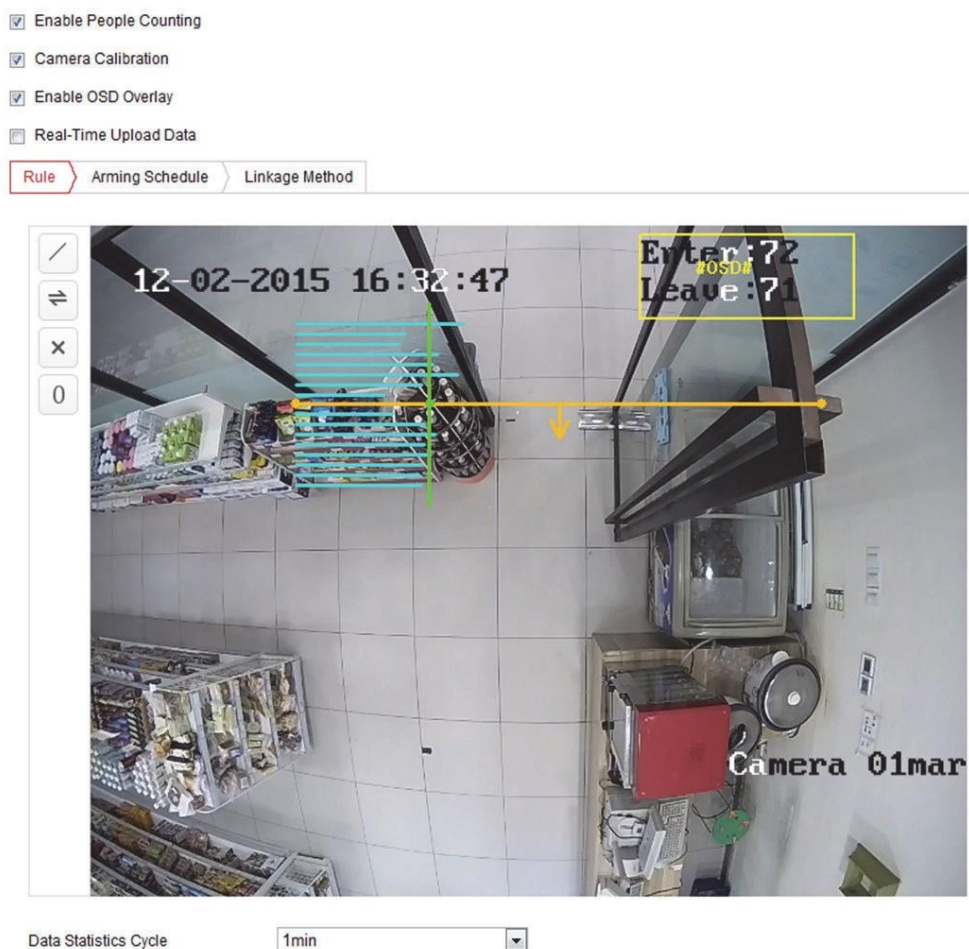 Enable People Counting
Camera Calibration
Enable OSD Overlay
Real-Time Upload Data
Rule Arming Schedule Linkage Method
12-02-2015 16:32:47
Enter:72
#OSD#
Leave:71
0
Camera 01mar
Data Statistics Cycle 1min